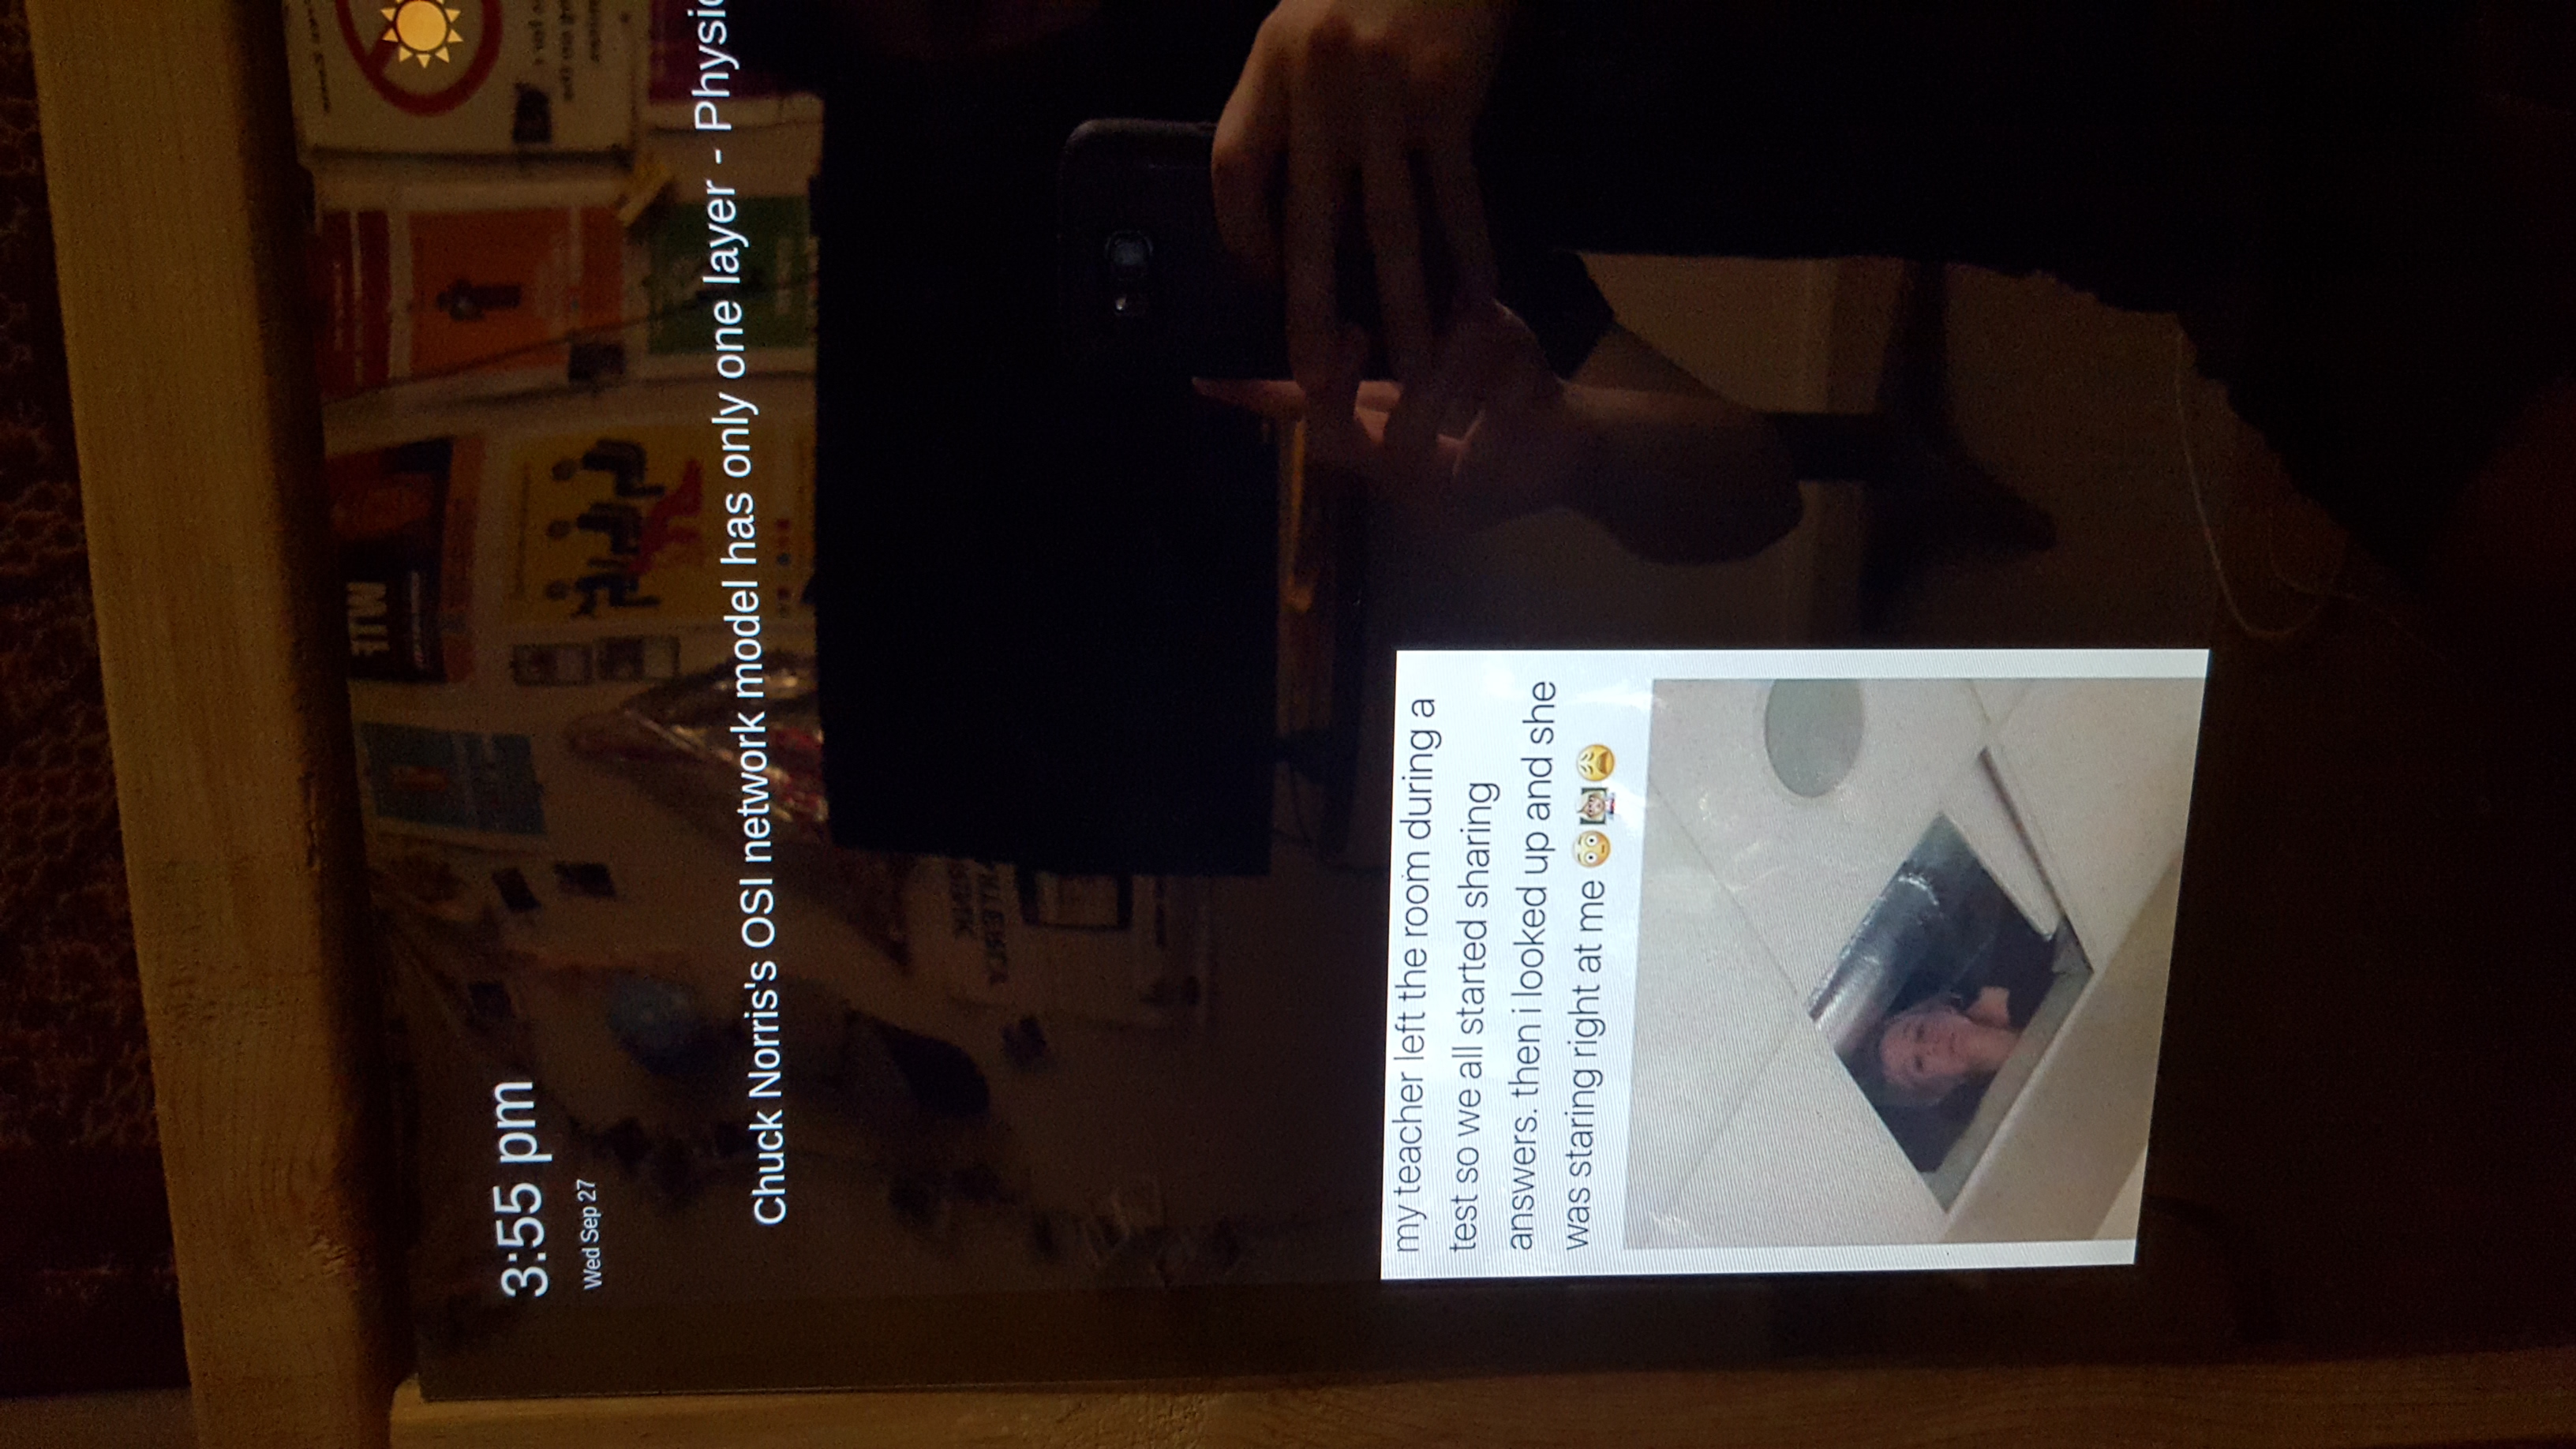 WTF
3:55 pm
Wed Sep 27
Chuck Norris's OSI network model has only one layer - Physic
my teacher left the room during a
test so we all started sharing
answers. then i looked up and she
was staring right at me 😳👩‍🏫😩